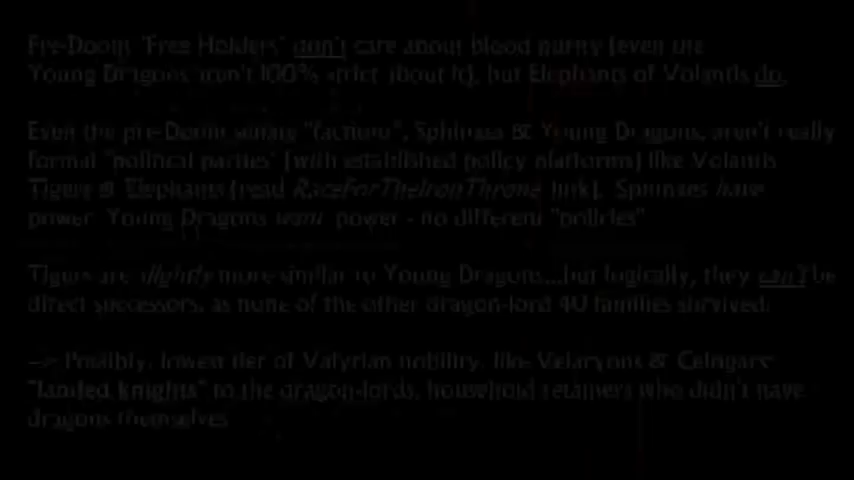 Pre-Doom "Free Holders" don't care about blood purity (even the
Young Dragons aren't 100% strict about it), but Elephants of Volantis do.
Even the pre-Doom senate "factions", Sphinxes & Young Dragons, aren't really
formal "political parties" (with established policy platforms) like Volantis
Tigers & Elephants (read RaceForTheIronThrone link). Sphinxes have
power. Young Dragons want power - no different "policies"
Tigers are slightly more similar to Young Dragons...but logically, they can't be
direct successors, as none of the other dragon-lord 40 families survived.
--> Possibly, lowest tier of Valyrian nobility, like Velaryons & Celtigars:
"landed knights" to the dragon-lords, household retainers who didn't have
dragons themselves